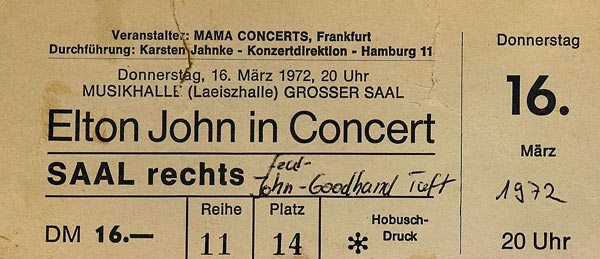 Veranstalter: MAMA CONCERTS, Frankfurt
Durchführung: Karsten Jahnke - Konzertdirektion - Hamburg 11
Donnerstag, 16. März 1972, 20 Uhr
MUSIKHALLE (Laeiszhalle) GROSSER SAAL
Elton John in Concert
SAAL rechts
John-Goodhand Taft
DM 16.—
Reihe
11
Platz
14
*
Hobusch-
Druck
Donnerstag
16.
März
1972
20 Uhr